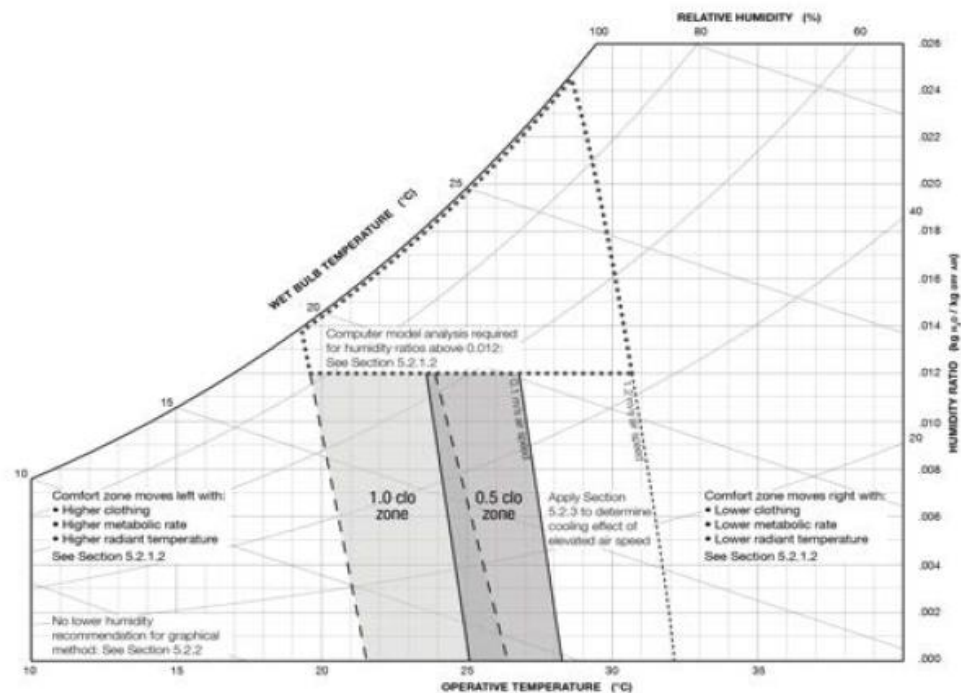 RELATIVE HUMIDITY (%)
100
80
60
.026
.024
.022
.020
.018
.016
.014
.012
.010
.008
.006
.004
.002
.000
40
20
HUMIDITY RATIO (kg H₂O / kg DRY AIR)
WET BULB TEMPERATURE (°C)
25
20
15
10
Computer model analysis required
for humidity ratios above 0.012:
See Section 5.2.1.2
0.1 m/s air speed
1.2 m/s air speed
Comfort zone moves left with:
• Higher clothing
• Higher metabolic rate
• Higher radiant temperature
See Section 5.2.1.2
1.0 clo
zone
0.5 clo
zone
Apply Section
5.2.3 to determine
cooling effect of
elevated air speed
Comfort zone moves right with:
• Lower clothing
• Lower metabolic rate
• Lower radiant temperature
See Section 5.2.1.2
No lower humidity
recommendation for graphical
method: See Section 5.2.2
10
15
20
25
30
35
OPERATIVE TEMPERATURE (°C)